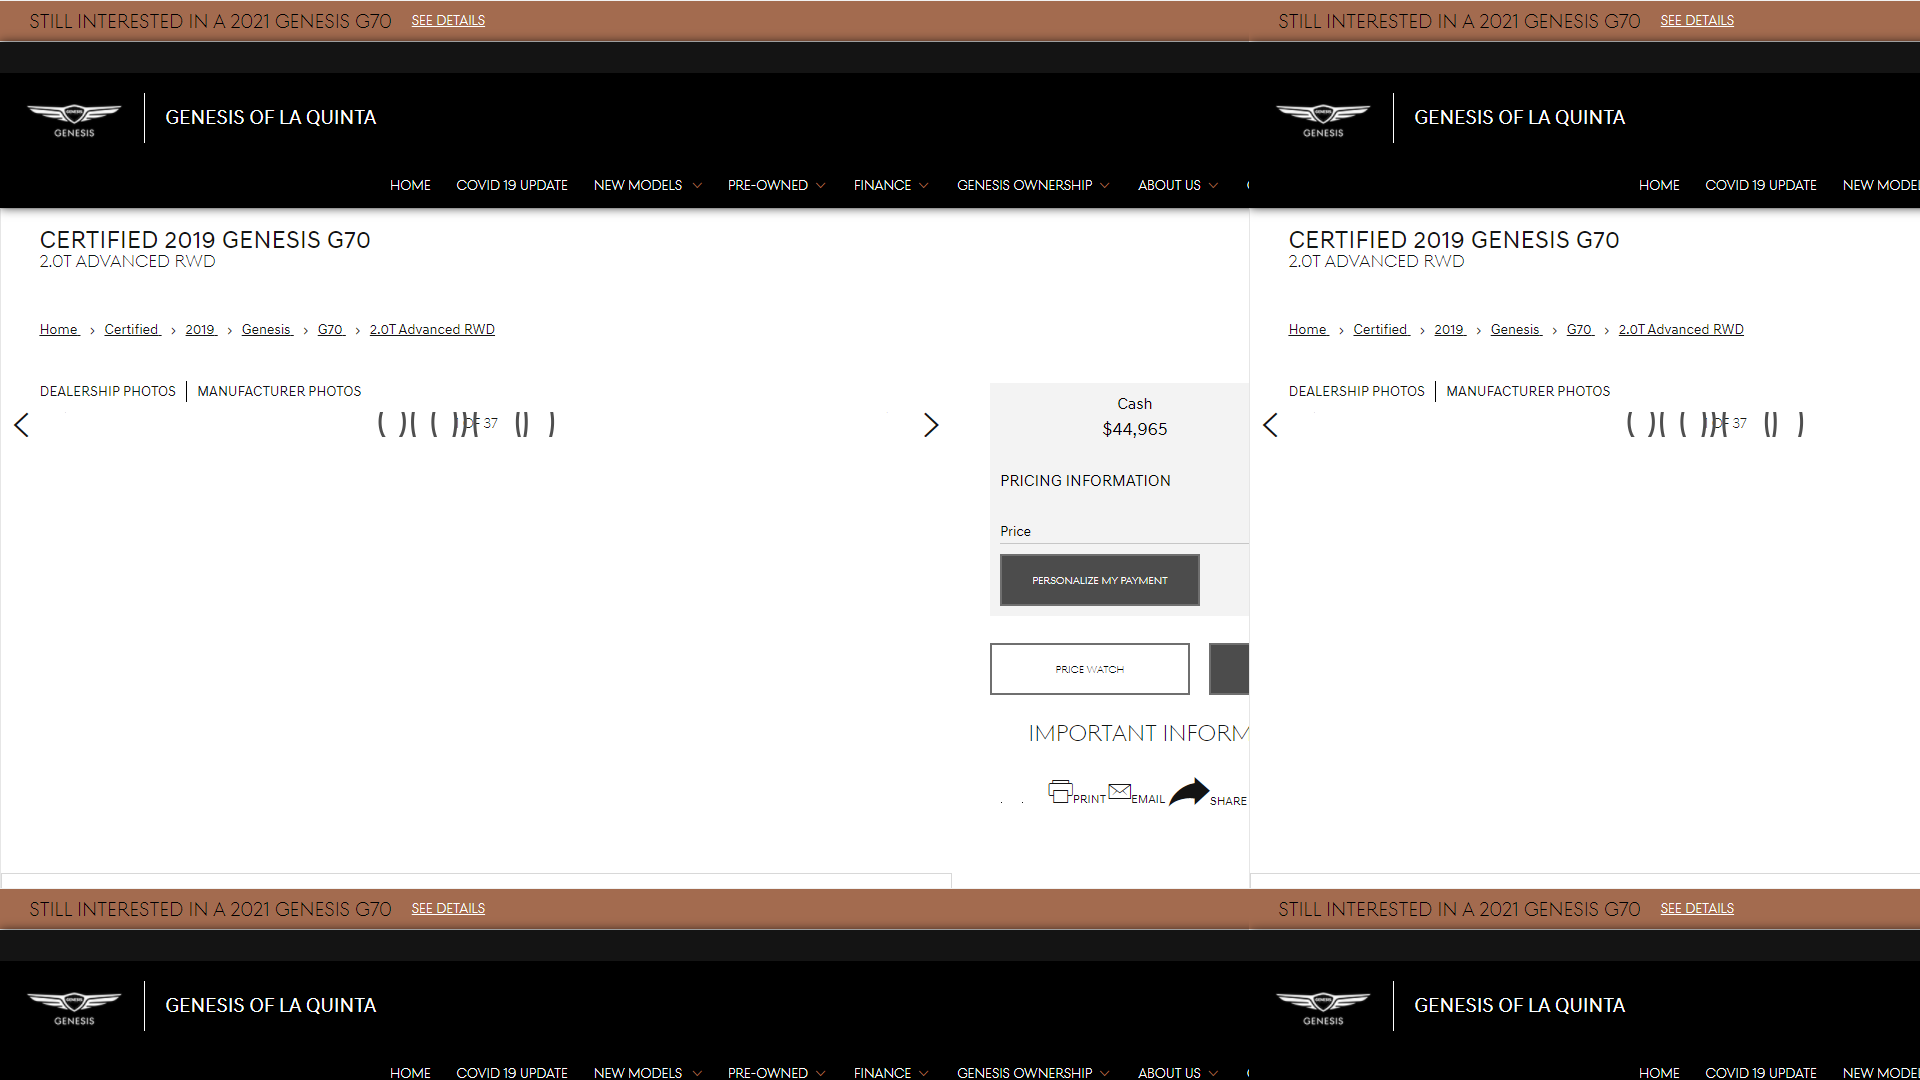 STILL INTERESTED IN A 2021 GENESIS G70 SEE DETAILS
GENESIS
GENESIS OF LA QUINTA
HOME COVID 19 UPDATE NEW MODELS PRE-OWNED FINANCE GENESIS OWNERSHIP ABOUT US
CERTIFIED 2019 GENESIS G70
2.0T ADVANCED RWD
Home > Certified > 2019 > Genesis > G70 > 2.0T Advanced RWD
DEALERSHIP PHOTOS MANUFACTURER PHOTOS
OF 37
Cash
$44,965
PRICING INFORMATION
Price
PERSONALIZE MY PAYMENT
PRICE WATCH
IMPORTANT INFORM
PRINT EMAIL SHARE
STILL INTERESTED IN A 2021 GENESIS G70 SEE DETAILS
GENESIS
GENESIS OF LA QUINTA
HOME COVID 19 UPDATE NEW MODEL
CERTIFIED 2019 GENESIS G70
2.0T ADVANCED RWD
Home > Certified > 2019 > Genesis > G70 > 2.0T Advanced RWD
DEALERSHIP PHOTOS MANUFACTURER PHOTOS
OF 37
STILL INTERESTED IN A 2021 GENESIS G70 SEE DETAILS
GENESIS
GENESIS OF LA QUINTA
HOME COVID 19 UPDATE NEW MODELS PRE-OWNED FINANCE GENESIS OWNERSHIP ABOUT US
STILL INTERESTED IN A 2021 GENESIS G70 SEE DETAILS
GENESIS
GENESIS OF LA QUINTA
HOME COVID 19 UPDATE NEW MODEL